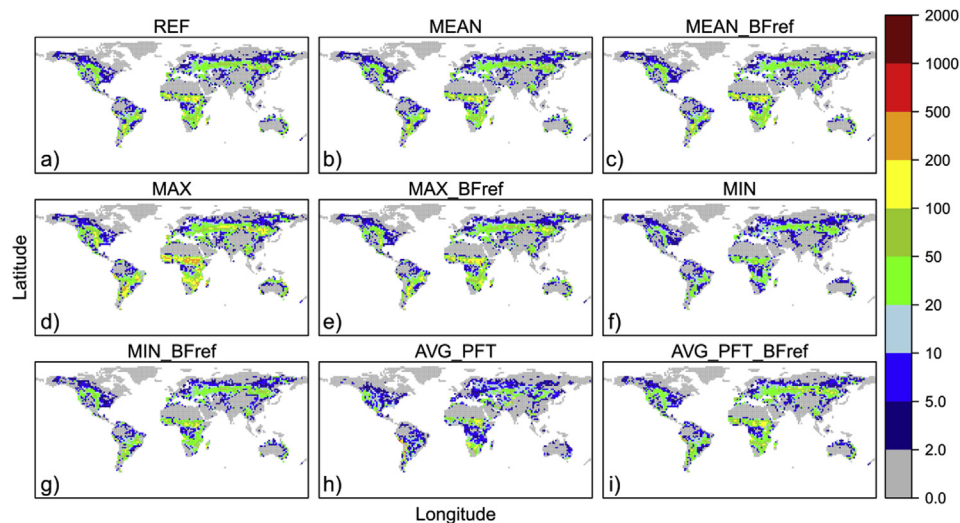 REF
MEAN
MEAN_BFref
a)
b)
c)
MAX
MAX_BFref
MIN
d)
e)
f)
MIN_BFref
AVG_PFT
AVG_PFT_BFref
g)
h)
i)
Latitude
Longitude
2000
1000
500
200
100
50
20
10
5.0
2.0
0.0